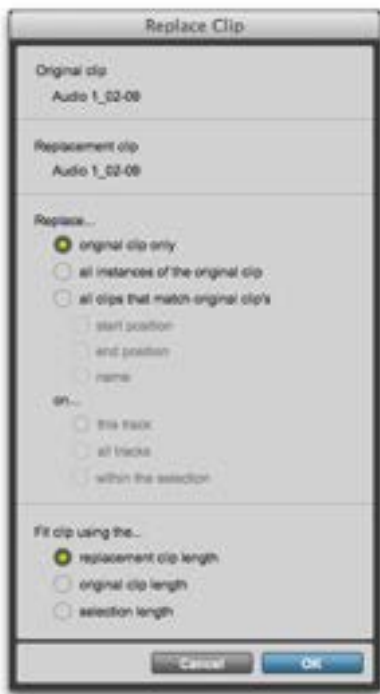 Replace Clip
Original clip
Audio 1_02-09
Replacement clip
Audio 1_02-09
Replace...
original clip only
all instances of the original clip
all clips that match original clip's
start position
end position
name
on...
this track
all tracks
within the selection
Fit clip using the...
replacement clip length
original clip length
selection length
Cancel
OK